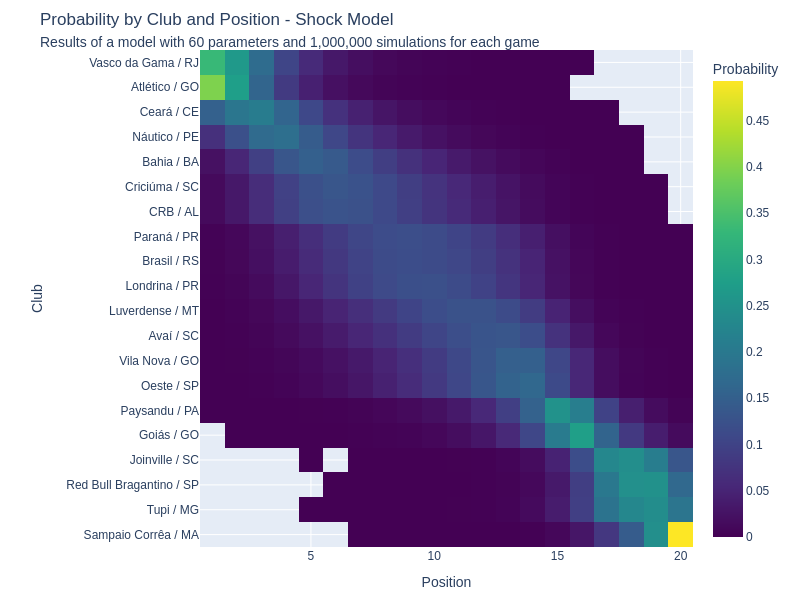 Probability by Club and Position - Shock Model
Results of a model with 60 parameters and 1,000,000 simulations for each game
Probability
Vasco da Gama / RJ
Atlético / GO
Ceará / CE
Náutico / PE
Bahia / BA
Criciúma / SC
CRB / AL
Paraná / PR
Brasil / RS
Londrina / PR
Luverdense / MT
Avaí / SC
Vila Nova / GO
Oeste / SP
Paysandu / PA
Goiás / GO
Joinville / SC
Red Bull Bragantino / SP
Tupi / MG
Sampaio Corrêa / MA
Club
5
10
15
20
Position
0.45
0.4
0.35
0.3
0.25
0.2
0.15
0.1
0.05
0